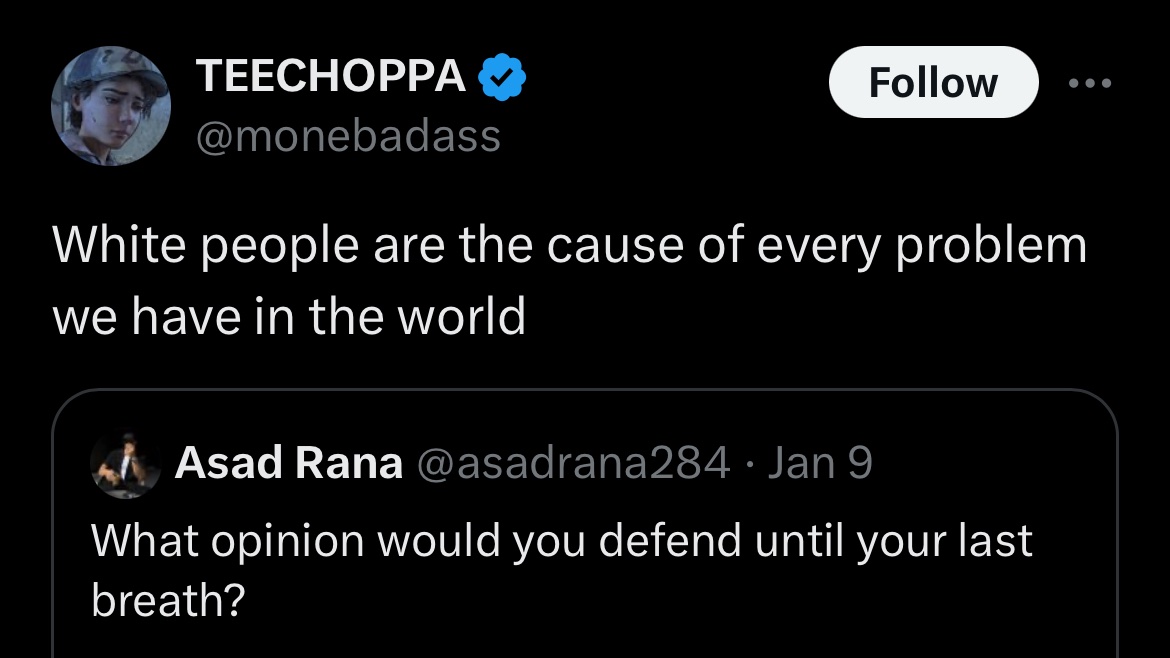 TEECHOPPA
@monebadass
Follow
White people are the cause of every problem
we have in the world
Asad Rana @asadrana284 · Jan 9
What opinion would you defend until your last
breath?